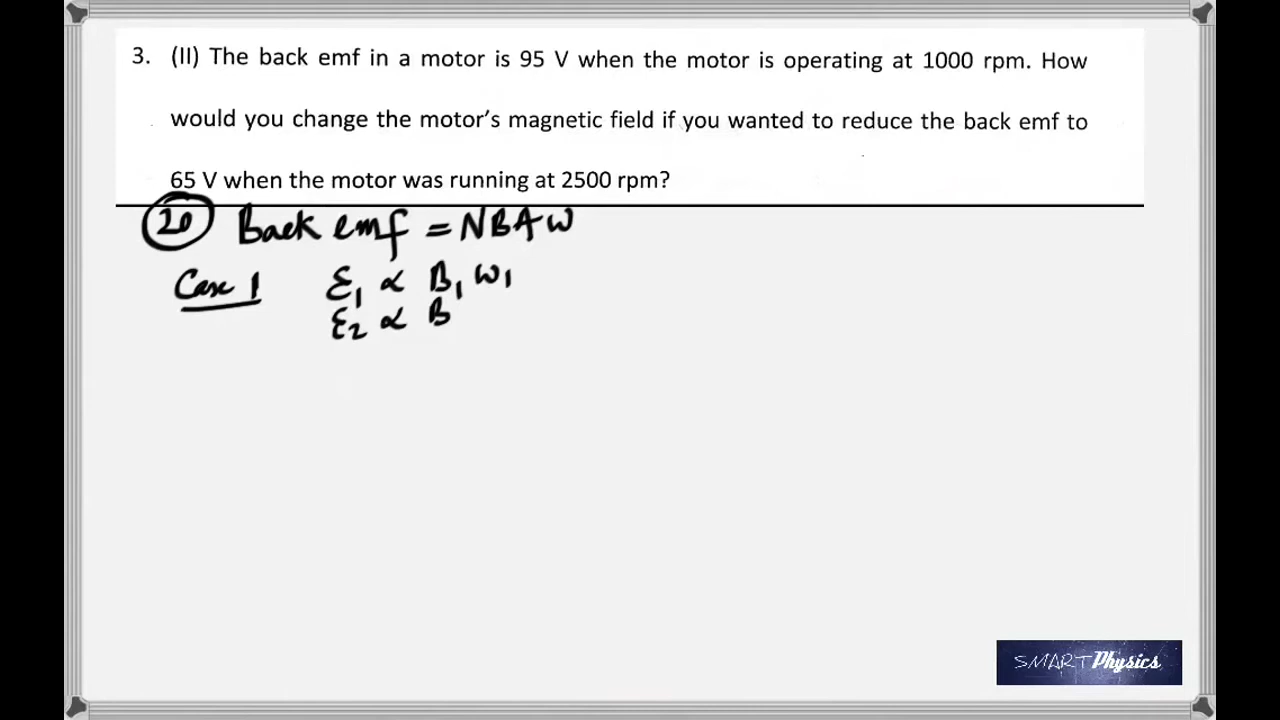 3. (II) The back emf in a motor is 95 V when the motor is operating at 1000 rpm. How
would you change the motor’s magnetic field if you wanted to reduce the back emf to
65 V when the motor was running at 2500 rpm?
20 Back emf = NBAω
Case 1 ε₁ ∝ B₁ ω₁
ε₂ ∝ B
SMART Physics